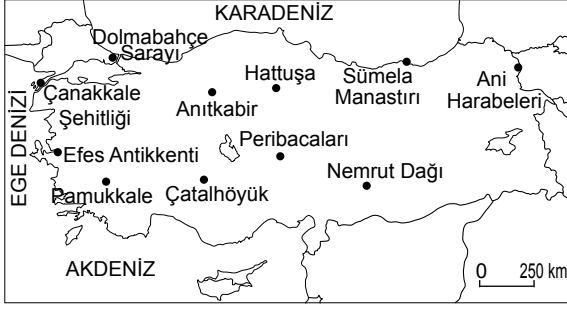 KARADENİZ
Dolmabahçe
Sarayı
Hattuşa
Sümela
Manastırı
Ani
Harabeleri
Çanakkale
Şehitliği
Anıtkabir
EGE DENİZİ
Efes Antikkenti
Peribacaları
Nemrut Dağı
Pamukkale
Çatalhöyük
AKDENİZ
0 250 km